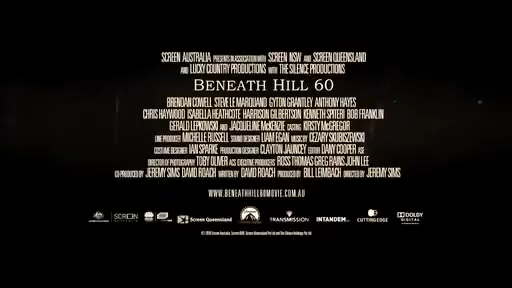 SCREEN AUSTRALIA PRESENTS IN ASSOCIATION WITH SCREEN NSW AND SCREEN QUEENSLAND
AND LUCKY COUNTRY PRODUCTIONS WITH THE SILENCE PRODUCTIONS
BENEATH HILL 60
BRENDAN COWELL STEVE LE MARQUAND GYTON GRANTLEY ANTHONY HAYES
CHRIS HAYWOOD ISABELLA HEATHCOTE HARRISON GILBERTSON KENNETH SPITERI BOB FRANKLIN
GERALD LEPKOWSKI AND JACQUELINE MCKENZIE CASTING KIRSTY MCGREGOR
LINE PRODUCER MICHELLE RUSSELL SOUND DESIGNER LIAM EGAN MUSIC BY CEZARY SKUBISZEWSKI
COSTUME DESIGNER IAN SPARKE PRODUCTION DESIGNER CLAYTON JAUNCEY EDITOR DANY COOPER ASE
DIRECTOR OF PHOTOGRAPHY TOBY OLIVER ACS EXECUTIVE PRODUCERS ROSS THOMAS GREG RAINS JOHN LEE
CO-PRODUCED BY JEREMY SIMS DAVID ROACH WRITTEN BY DAVID ROACH PRODUCED BY BILL LEIMBACH DIRECTED BY JEREMY SIMS
WWW.BENEATHHILL60MOVIE.COM.AU
SCREEN AUSTRALIA Screen Queensland TRANSMISSION INTANDEM CUTTING EDGE DOLBY DIGITAL